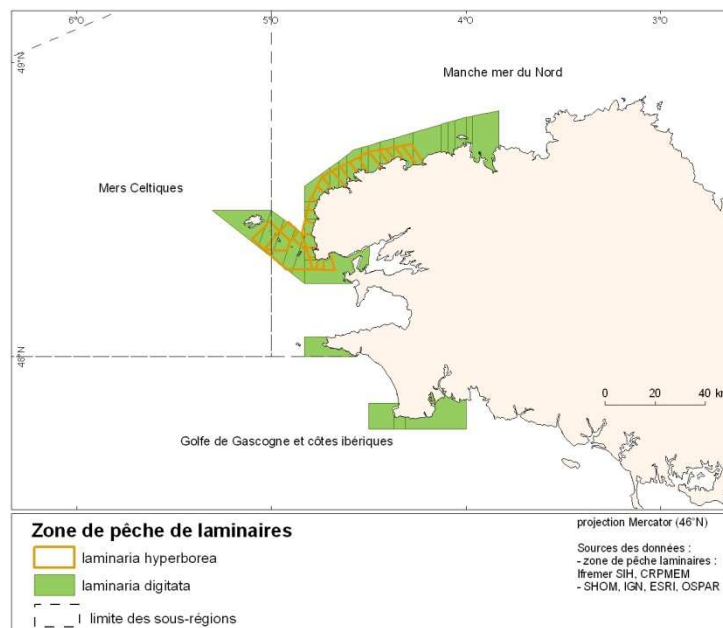 6°O 5°O 4°O 3°O
49°N
Manche mer du Nord
Mers Celtiques
48°N
0 20 40 km
Golfe de Gascogne et côtes ibériques
Zone de pêche de laminaires
laminaria hyperborea
laminaria digitata
limite des sous-régions
projection Mercator (46°N)
Sources des données :
- zone de pêche laminaires :
Ifremer SIH, CRPMEM
- SHOM, IGN, ESRI, OSPAR